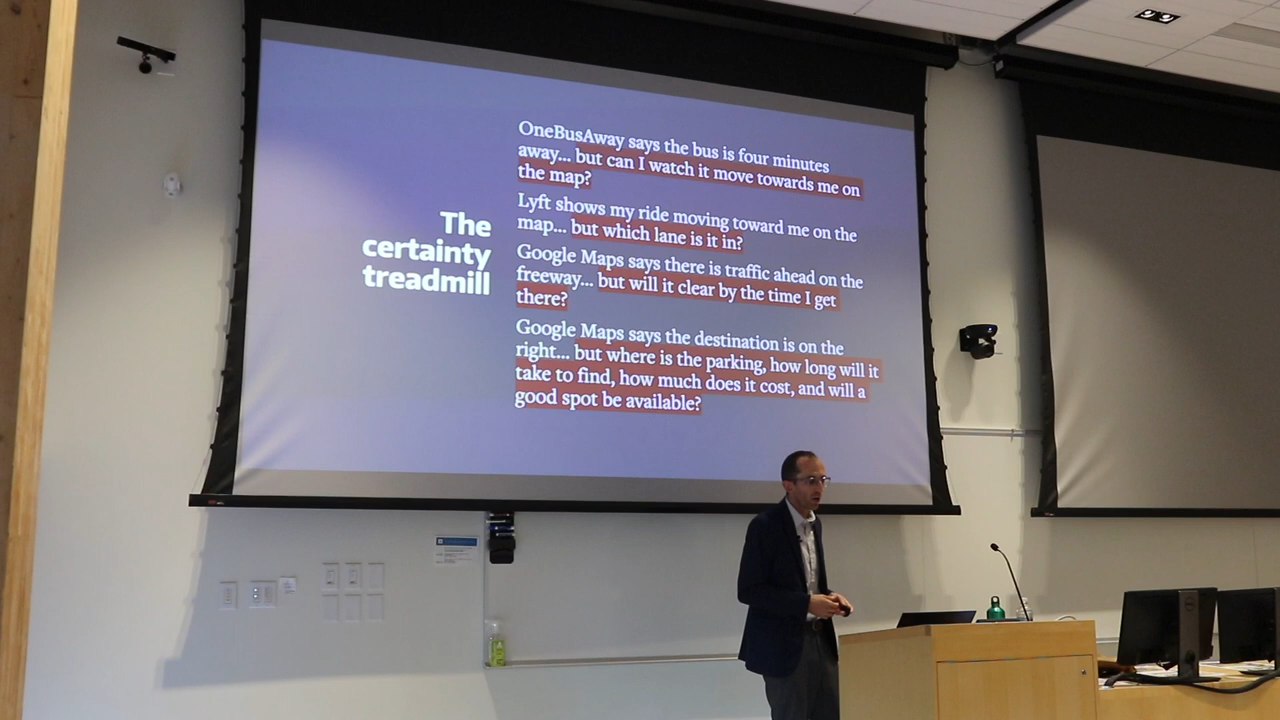 The
certainty
treadmill
OneBusAway says the bus is four minutes
away... but can I watch it move towards me on
the map?
Lyft shows my ride moving toward me on the
map... but which lane is it in?
Google Maps says there is traffic ahead on the
freeway... but will it clear by the time I get
there?
Google Maps says the destination is on the
right... but where is the parking, how long will it
take to find, how much does it cost, and will a
good spot be available?